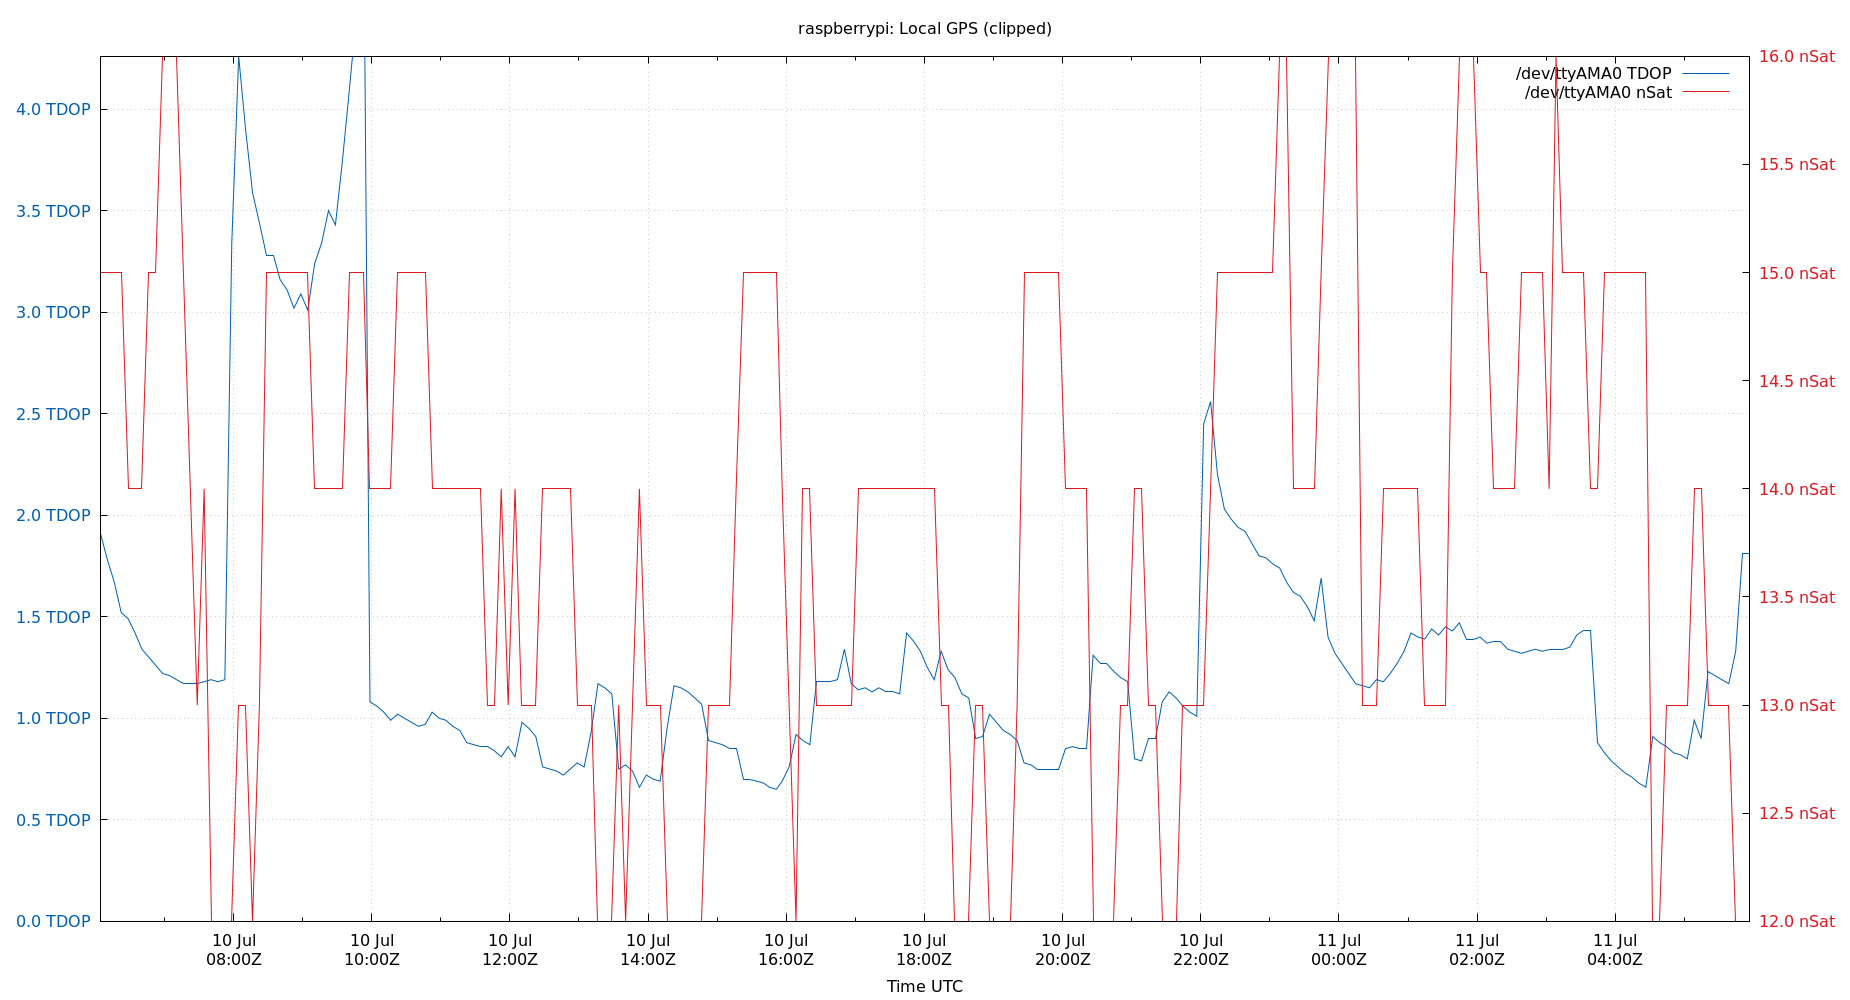 raspberrypi: Local GPS (clipped)
/dev/ttyAMA0 TDOP
/dev/ttyAMA0 nSat
4.0 TDOP
3.5 TDOP
3.0 TDOP
2.5 TDOP
2.0 TDOP
1.5 TDOP
1.0 TDOP
0.5 TDOP
0.0 TDOP
16.0 nSat
15.5 nSat
15.0 nSat
14.5 nSat
14.0 nSat
13.5 nSat
13.0 nSat
12.5 nSat
12.0 nSat
10 Jul 10 Jul 10 Jul 10 Jul 10 Jul 10 Jul 10 Jul 10 Jul 11 Jul 11 Jul 11 Jul
08:00Z 10:00Z 12:00Z 14:00Z 16:00Z 18:00Z 20:00Z 22:00Z 00:00Z 02:00Z 04:00Z
Time UTC